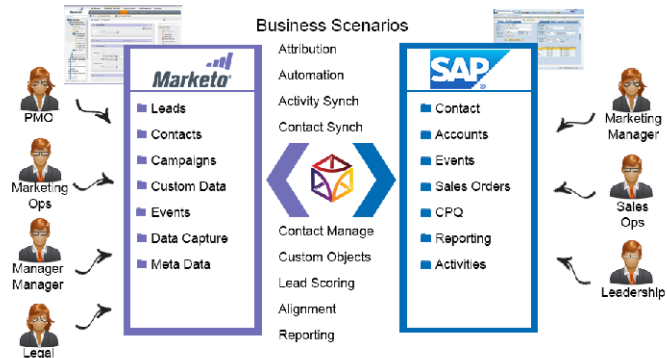 Business Scenarios
Marketo
Leads
Contacts
Campaigns
Custom Data
Events
Data Capture
Meta Data
PMO
Marketing
Ops
Manager
Manager
Legal
Attribution
Automation
Activity Synch
Contact Synch
Contact Manage
Custom Objects
Lead Scoring
Alignment
Reporting
SAP
Contact
Accounts
Events
Sales Orders
CPQ
Reporting
Activities
Marketing
Manager
Sales
Ops
Leadership